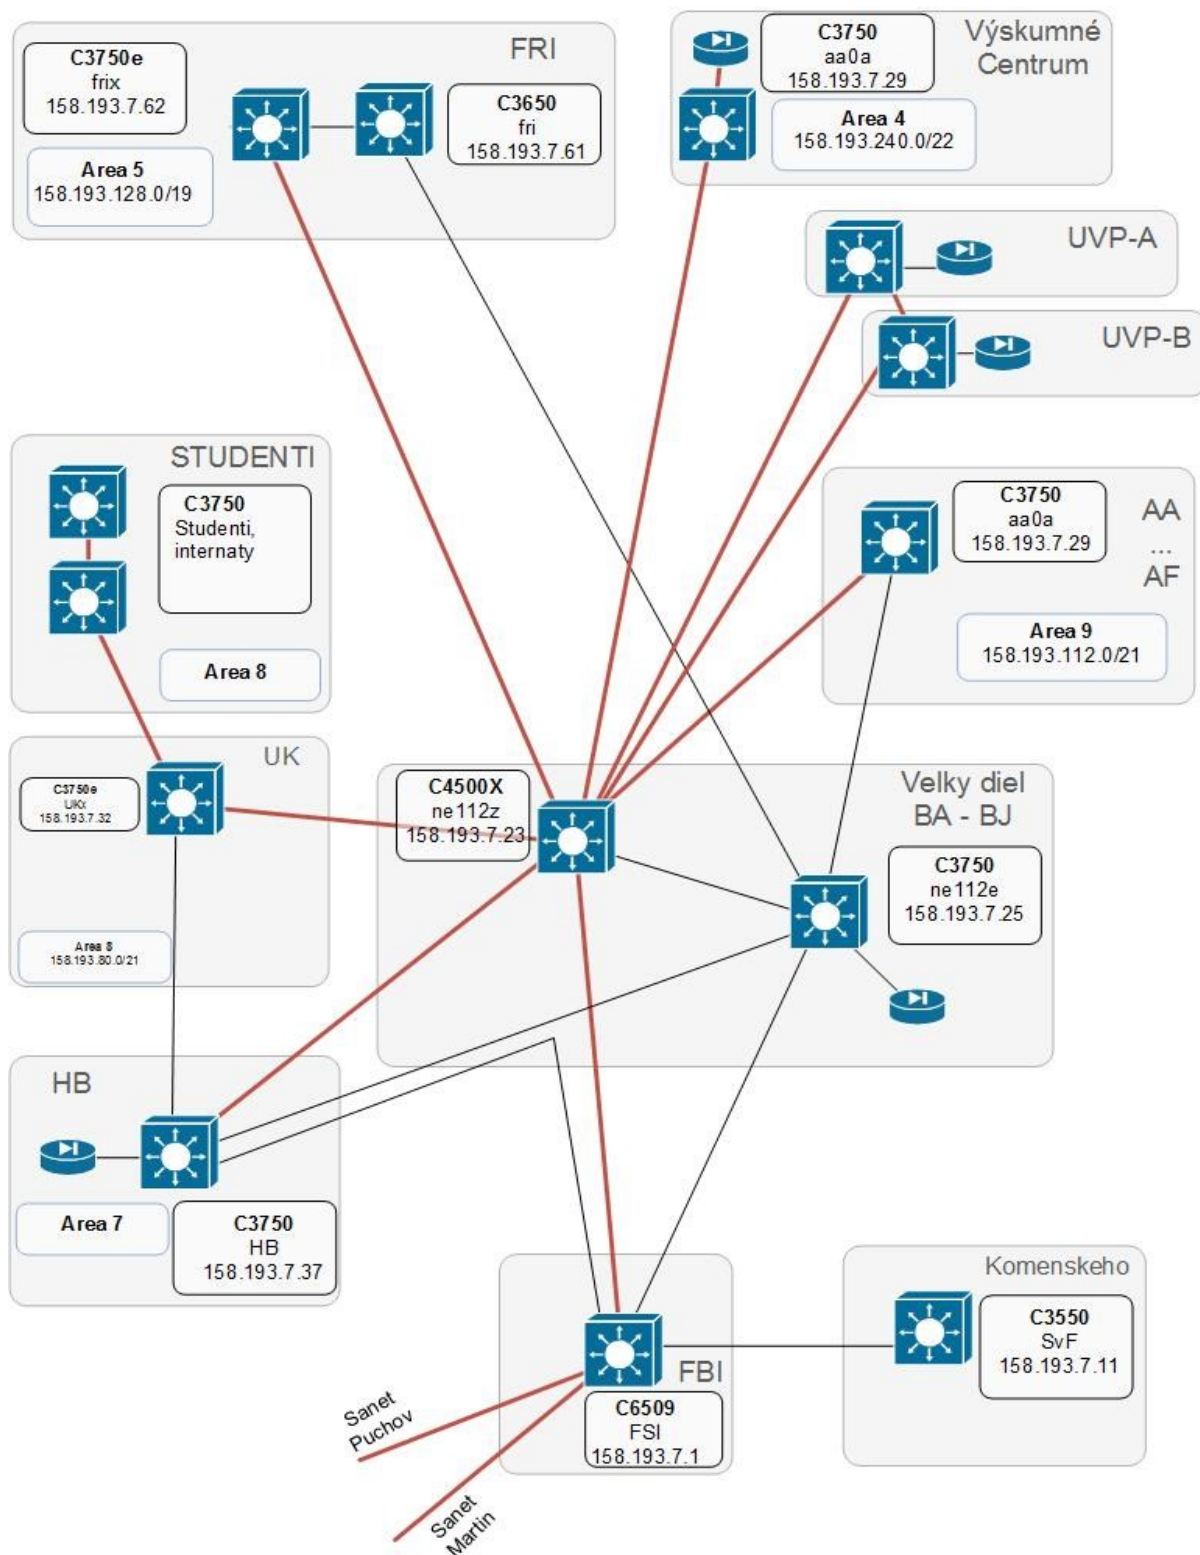 FRI
C3750e
frix
158.193.7.62
C3650
fri
158.193.7.61
Area 5
158.193.128.0/19
Výskumné
Centrum
C3750
aa0a
158.193.7.29
Area 4
158.193.240.0/22
UVP-A
UVP-B
STUDENTI
C3750
Studenti,
internaty
Area 8
AA
...
AF
C3750
aa0a
158.193.7.29
Area 9
158.193.112.0/21
UK
C3750e
UKx
158.193.7.32
Area 8
158.193.80.0/21
Velky diel
BA - BJ
C4500X
ne112z
158.193.7.23
C3750
ne112e
158.193.7.25
HB
Area 7
C3750
HB
158.193.7.37
FBI
C6509
FSI
158.193.7.1
Sanet
Puchov
Sanet
Martin
Komenskeho
C3550
SvF
158.193.7.11